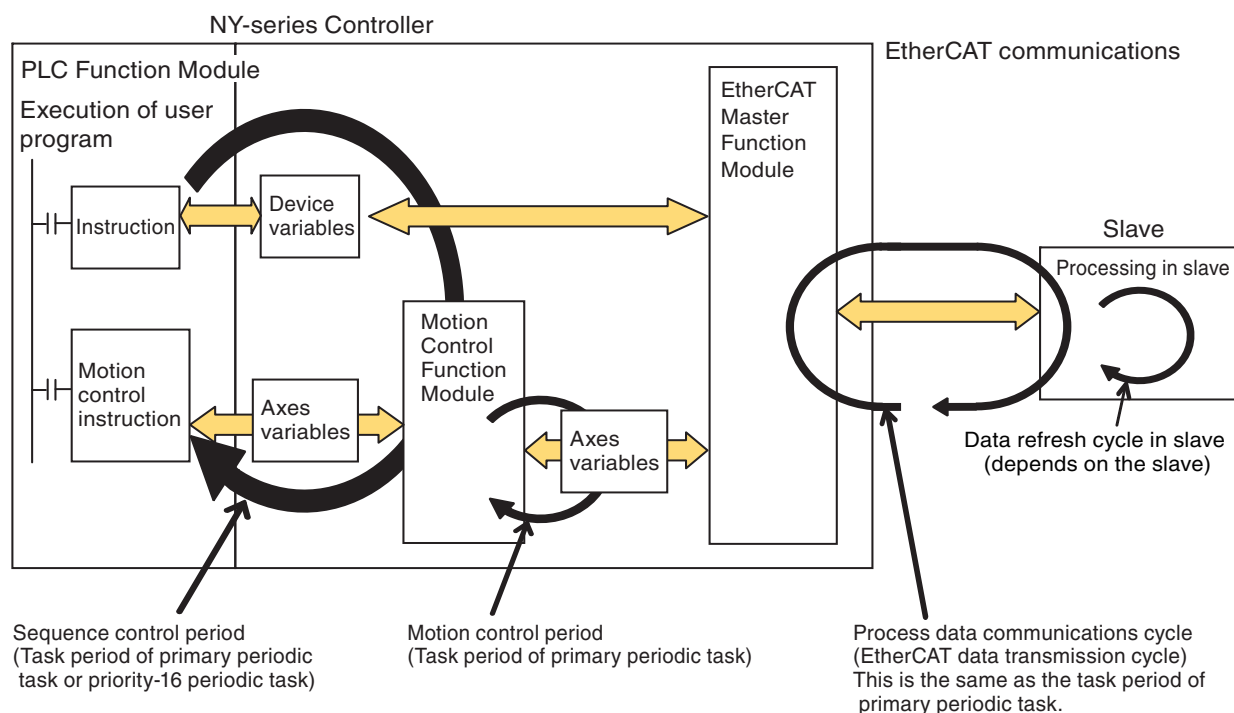 NY-series Controller
EtherCAT communications
PLC Function Module
Execution of user
program
Instruction
Device
variables
EtherCAT
Master
Function
Module
Slave
Processing in slave
Motion
control
instruction
Axes
variables
Motion
Control
Function
Module
Axes
variables
Data refresh cycle in slave
(depends on the slave)
Sequence control period
(Task period of primary periodic
task or priority-16 periodic task)
Motion control period
(Task period of primary periodic task)
Process data communications cycle
(EtherCAT data transmission cycle)
This is the same as the task period of
primary periodic task.